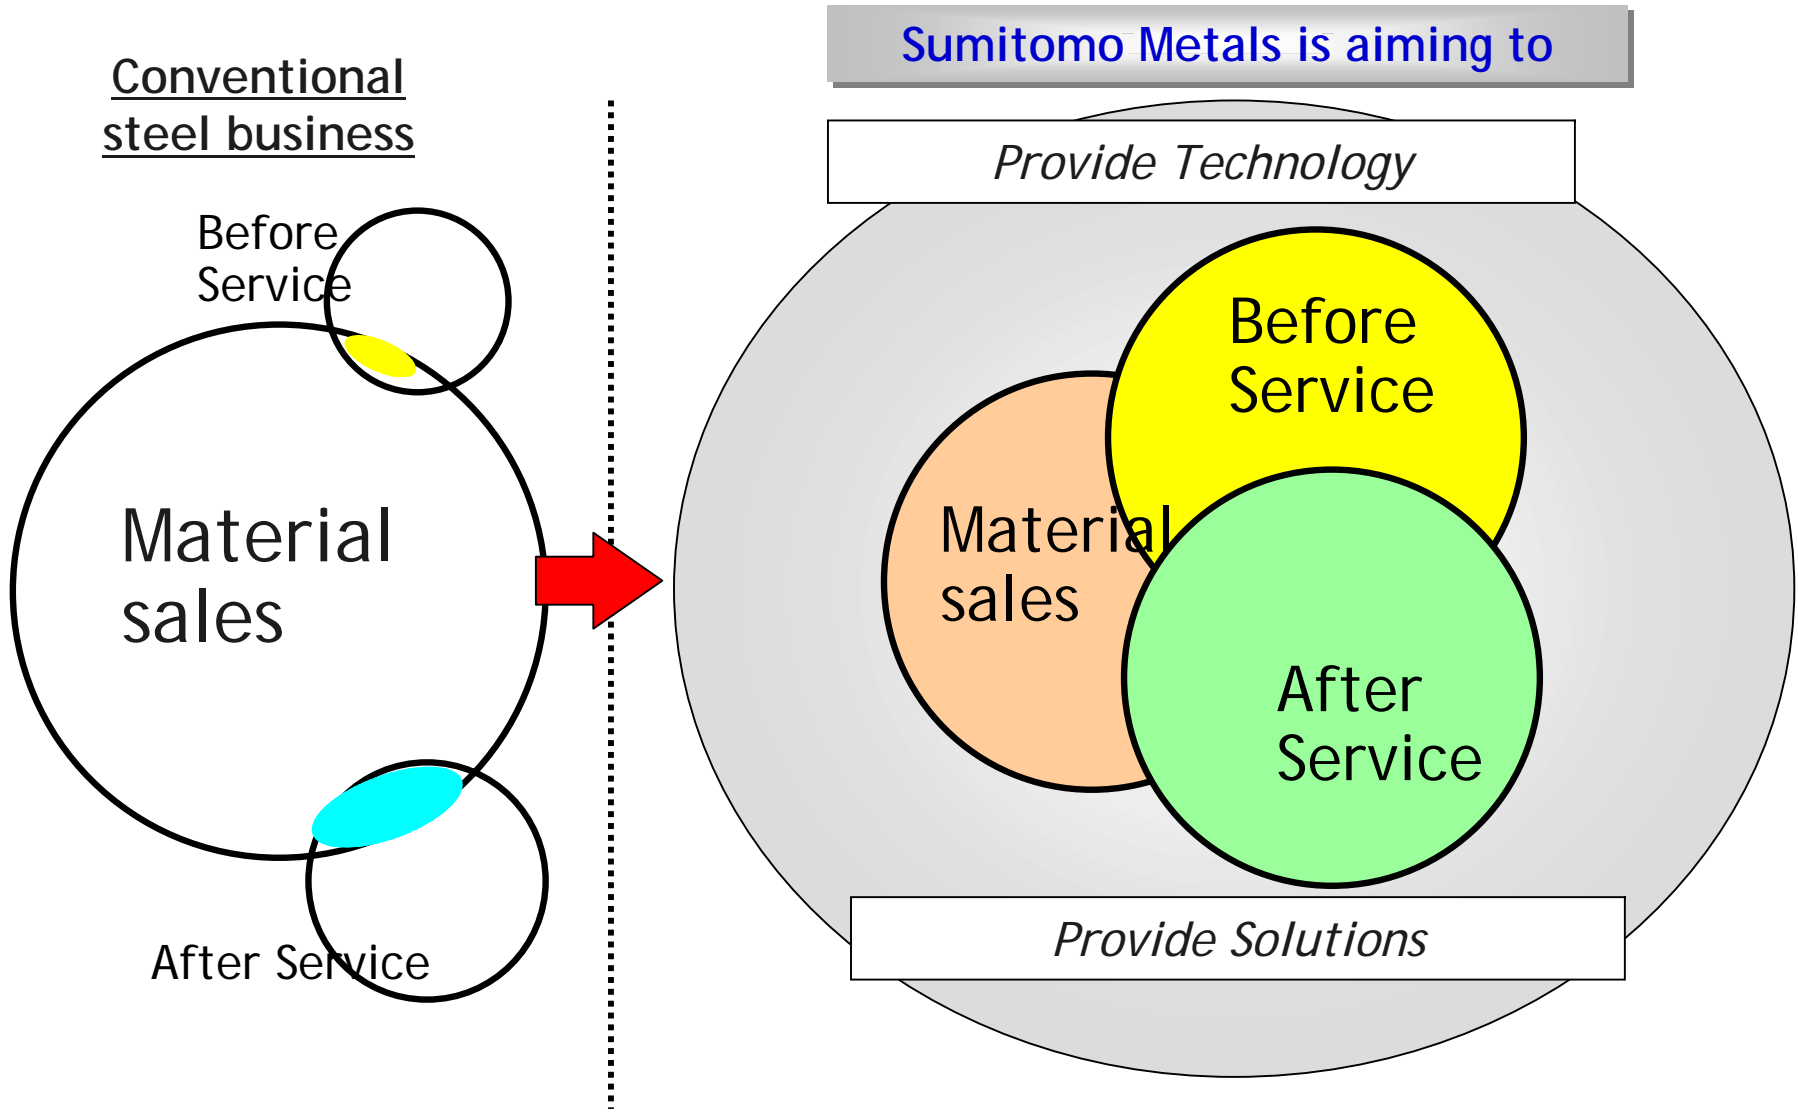 Conventional
steel business
Before
Service
Material
sales
After Service
Sumitomo Metals is aiming to
Provide Technology
Before
Service
Material
sales
After
Service
Provide Solutions